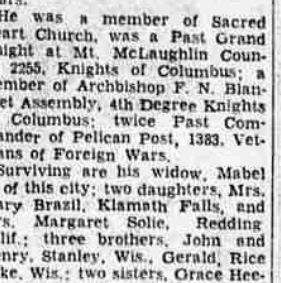 He was a member of Sacred
art Church, was a Past Grand
ight at Mt. McLaughlin Coun-
2255, Knights of Columbus; a
ember of Archbishop F. N. Blan-
et Assembly, 4th Degree Knights
Columbus; twice Past Com-
ander of Pelican Post, 1383, Vet-
ans of Foreign Wars.
Surviving are his widow, Mabel
of this city; two daughters, Mrs.
ary Brazil, Klamath Falls, and
s. Margaret Solie, Redding
lif.; three brothers, John and
enry, Stanley, Wis., Gerald, Rice
ke, Wis.; two sisters, Grace Hee-